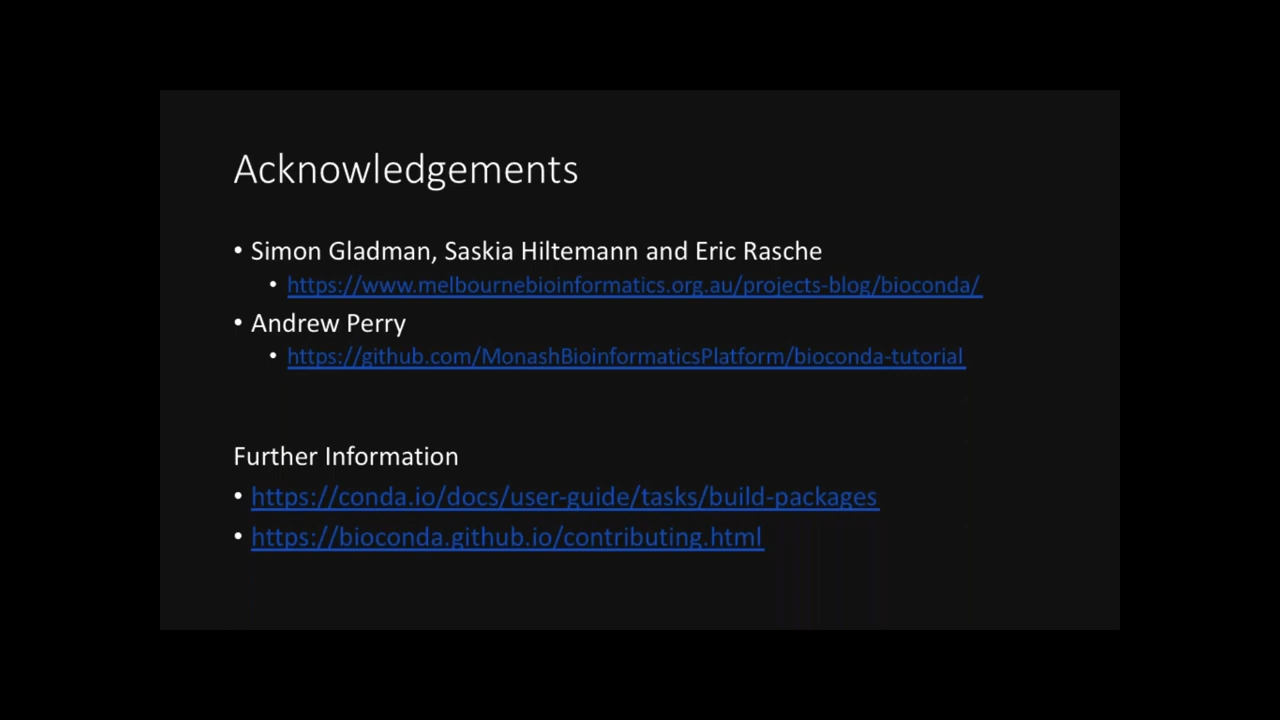 Acknowledgements
• Simon Gladman, Saskia Hiltemann and Eric Rasche
• https://www.melbournebioinformatics.org.au/projects-blog/bioconda/
• Andrew Perry
• https://github.com/MonashBioinformaticsPlatform/bioconda-tutorial
Further Information
• https://conda.io/docs/user-guide/tasks/build-packages
• https://bioconda.github.io/contributing.html